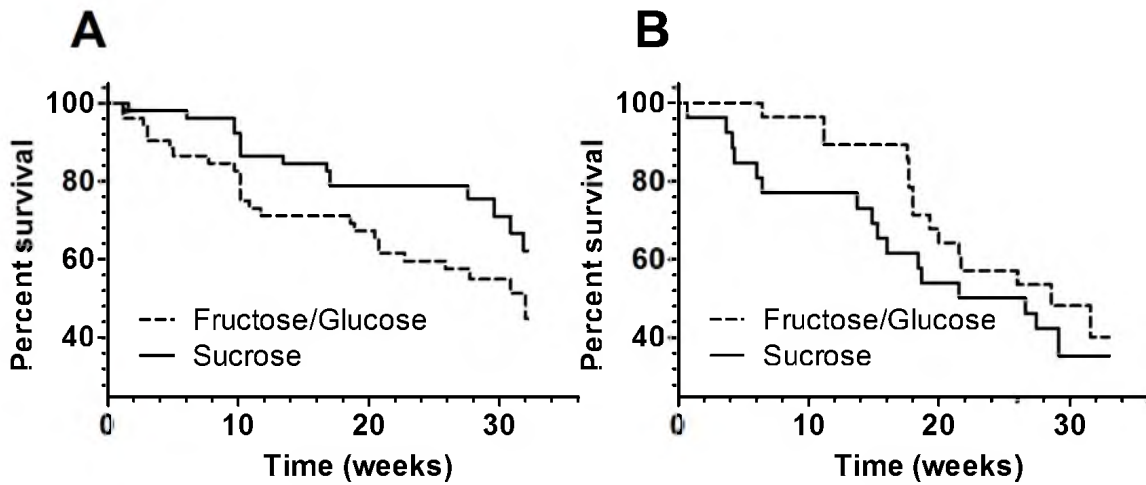 A
Percent survival
100
80
60
40
Fructose/Glucose
Sucrose
0 10 20 30
Time (weeks)
B
Percent survival
100
80
60
40
Fructose/Glucose
Sucrose
0 10 20 30
Time (weeks)